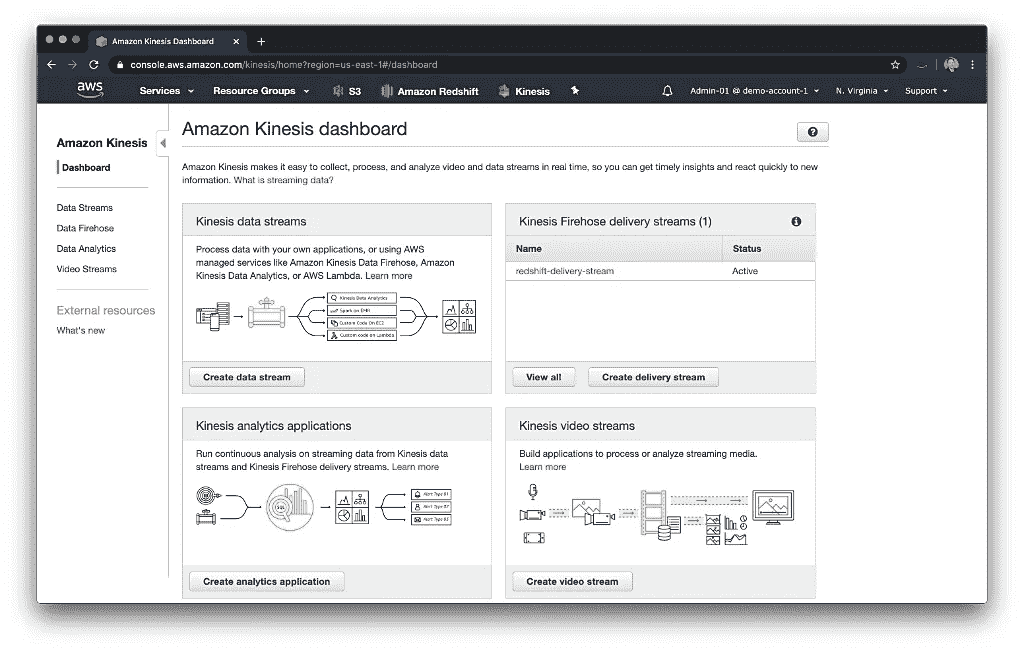 Amazon Kinesis Dashboard
console.aws.amazon.com/kinesis/home?region=us-east-1#/dashboard
aws Services Resource Groups S3 Amazon Redshift Kinesis Admin-01 @ demo-account-1 N. Virginia Support
Amazon Kinesis
Dashboard
Data Streams
Data Firehose
Data Analytics
Video Streams
External resources
What's new
Amazon Kinesis dashboard
Amazon Kinesis makes it easy to collect, process, and analyze video and data streams in real time, so you can get timely insights and react quickly to new
information. What is streaming data?
Kinesis data streams
Process data with your own applications, or using AWS
managed services like Amazon Kinesis Data Firehose, Amazon
Kinesis Data Analytics, or AWS Lambda. Learn more
Kinesis Data Analytics
Spark on EMR
Custom Code On EC2
Custom code on Lambda
Create data stream
Kinesis Firehose delivery streams (1)
Name Status
redshift-delivery-stream Active
View all Create delivery stream
Kinesis analytics applications
Run continuous analysis on streaming data from Kinesis data
streams and Kinesis Firehose delivery streams. Learn more
SQL
Alert Type #1
Alert Type #2
Alert Type #3
Create analytics application
Kinesis video streams
Build applications to process or analyze streaming media.
Learn more
Create video stream